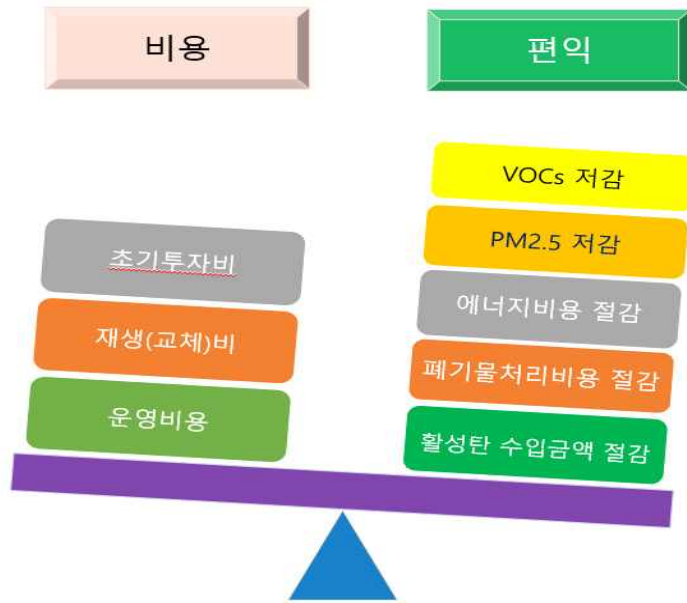 비용
편익
초기투자비
재생(교체)비
운영비용
VOCs 저감
PM2.5 저감
에너지비용 절감
폐기물처리비용 절감
활성탄 수입금액 절감